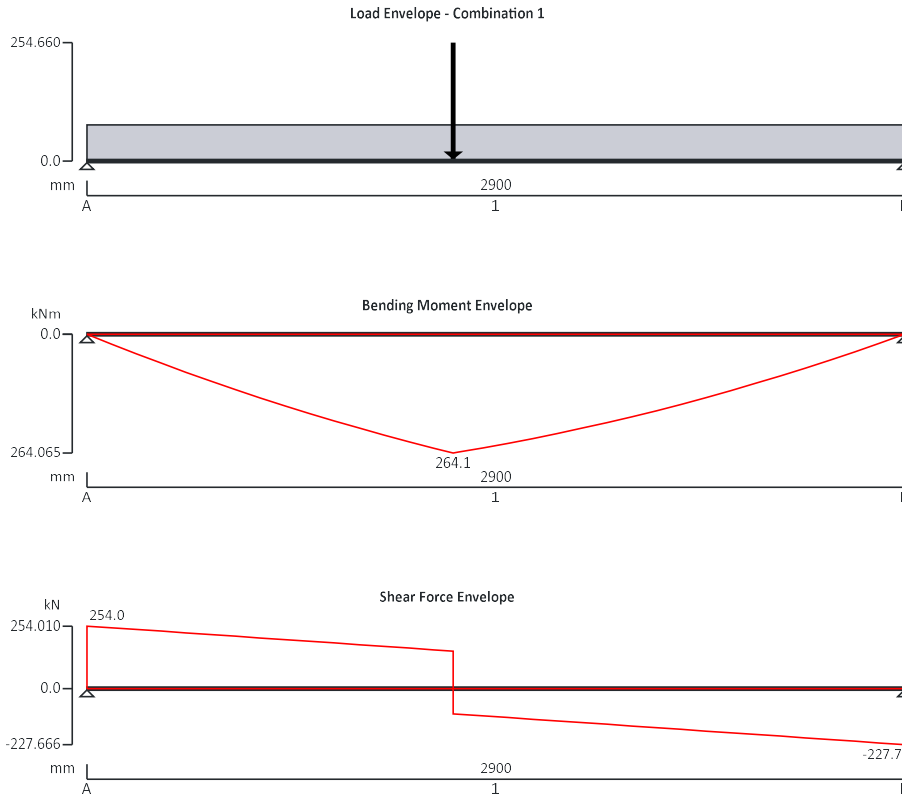 Load Envelope - Combination 1
254.660
0.0
mm
2900
A
1
Bending Moment Envelope
kNm
0.0
264.065
264.1
mm
2900
A
1
Shear Force Envelope
kN
254.0
254.010
0.0
-227.666
-227.7
mm
2900
A
1